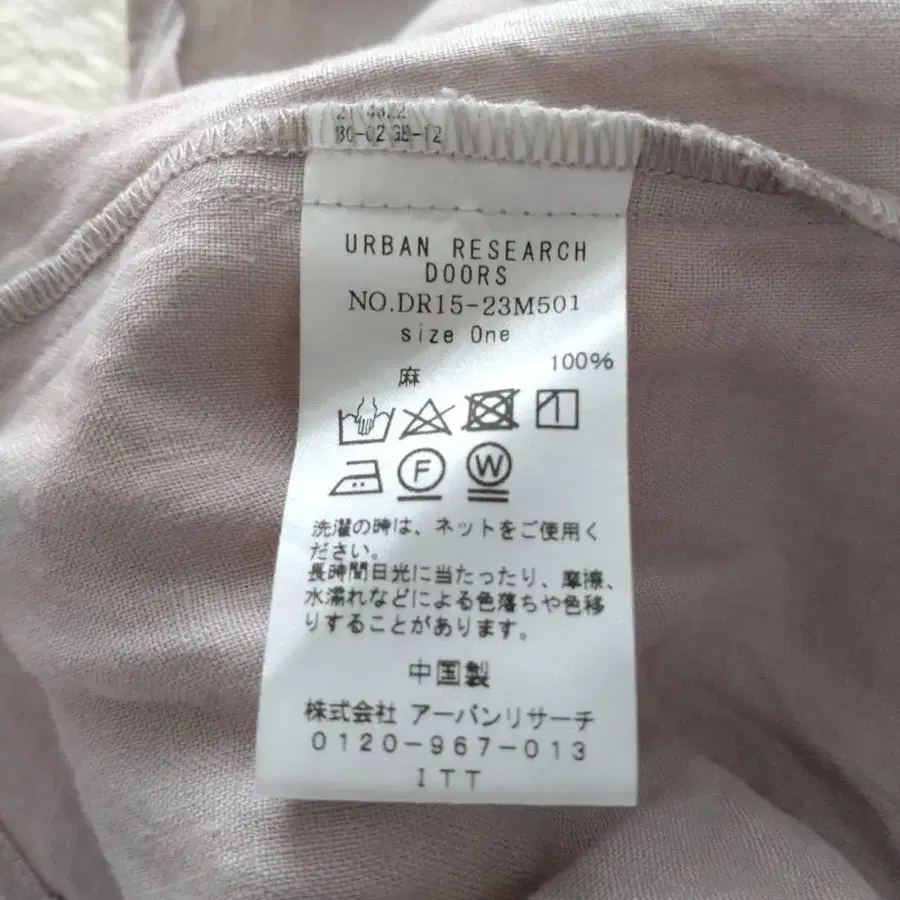 BC-02 GB-12
URBAN RESEARCH
DOORS
NO.DR15-23M501
size One
100%
麻
F W
洗濯の時は、ネットをご使用く
ださい。
長時間日光に当たったり、摩擦、
水濡れなどによる色落ちや色移
りすることがあります。
中国製
株式会社 アーバンリサーチ
0120-967-013
ITT